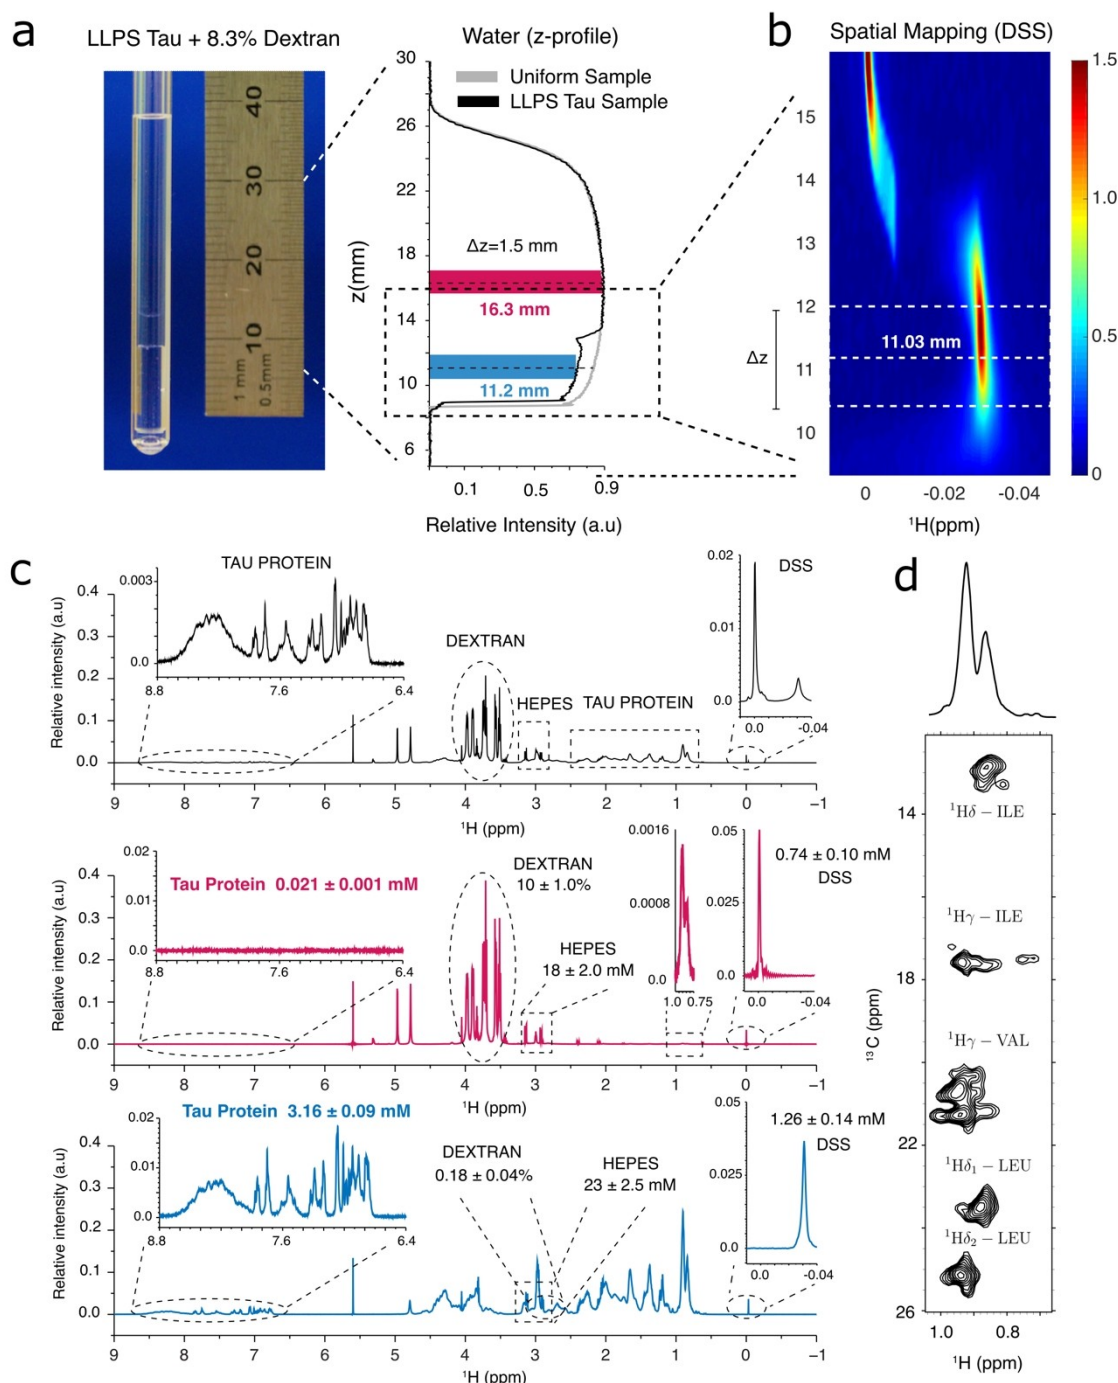 a
LLPS Tau + 8.3% Dextran
40
30
20
10
1 mm
0.5mm
Water (z-profile)
Uniform Sample
LLPS Tau Sample
30
26
22
18
14
10
6
z(mm)
Δz=1.5 mm
16.3 mm
11.2 mm
0.1 0.5 0.9
Relative Intensity (a.u)
Δz
b
Spatial Mapping (DSS)
15
14
13
12
11
10
11.03 mm
0 -0.02 -0.04
¹H(ppm)
1.5
1.0
0.5
0
c
TAU PROTEIN
0.003
0.0
8.8 7.6 6.4
Relative intensity (a.u)
0.4
0.3
0.2
0.1
0.0
DEXTRAN
HEPES
TAU PROTEIN
DSS
0.02
0.01
0.0
0.0 -0.04
9 8 7 6 5 4 3 2 1 0 −1
¹H (ppm)
Relative intensity (a.u)
0.4
0.3
0.2
0.1
0.0
0.02
0.01
0.0
8.8 7.6 6.4
Tau Protein 0.021 ± 0.001 mM
DEXTRAN
10 ± 1.0%
HEPES
18 ± 2.0 mM
0.0016
0.0008
0.0
1.0 0.75
0.05
0.025
0.0
0.0 -0.04
0.74 ± 0.10 mM
DSS
9 8 7 6 5 4 3 2 1 0 −1
¹H (ppm)
Relative intensity (a.u)
0.4
0.3
0.2
0.1
0.0
Tau Protein 3.16 ± 0.09 mM
0.02
0.01
0.0
8.8 7.6 6.4
DEXTRAN
0.18 ± 0.04%
HEPES
23 ± 2.5 mM
0.05
0.025
0.0
0.0 -0.04
1.26 ± 0.14 mM
DSS
9 8 7 6 5 4 3 2 1 0 −1
¹H (ppm)
d
¹Hδ − ILE
¹Hγ − ILE
¹Hγ − VAL
¹Hδ₁ − LEU
¹Hδ₂ − LEU
14
18
22
26
¹³C (ppm)
1.0 0.8
¹H (ppm)